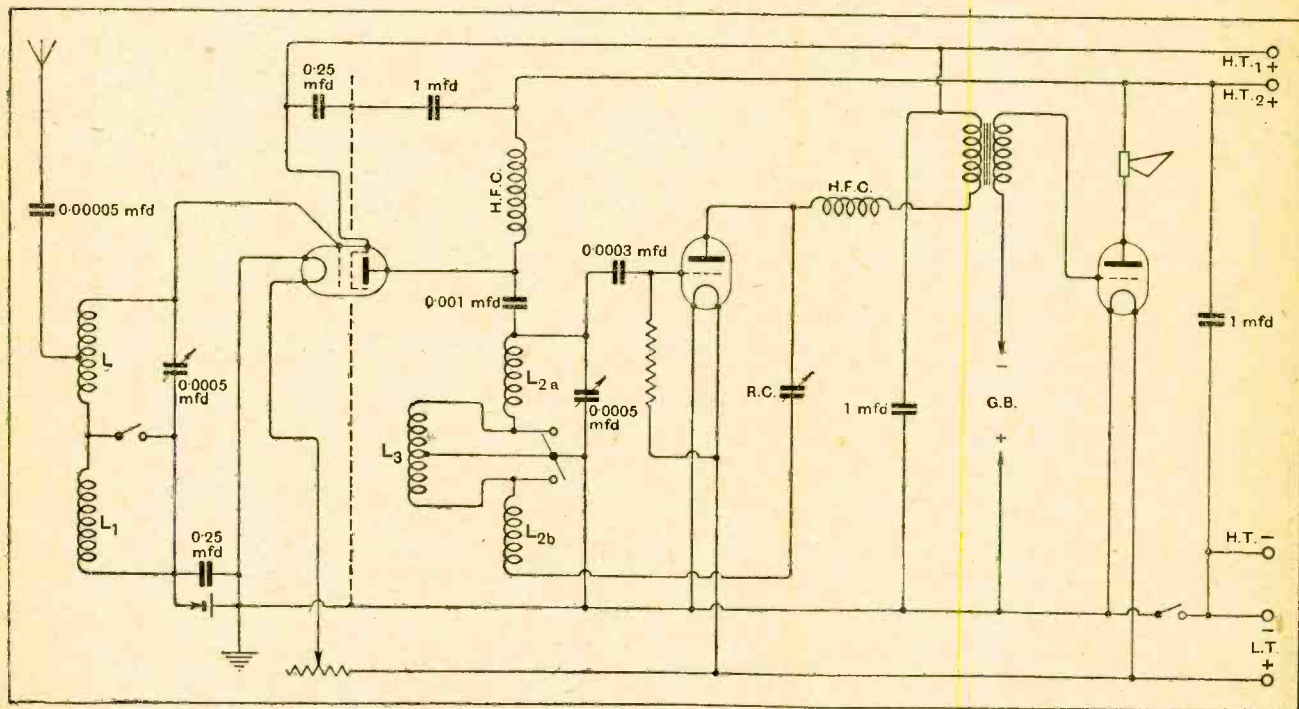 0·25
mfd
1 mfd
H.T.1 +
H.T.2 +
H.F.C.
0·00005 mfd
H.F.C.
0·0003 mfd
0·001 mfd
L
0·0005
mfd
L2a
0·0005
mfd
R.C.
1 mfd
−
G.B.
+
1 mfd
L3
L1
L2b
0·25
mfd
H.T. −
−
L.T.
+